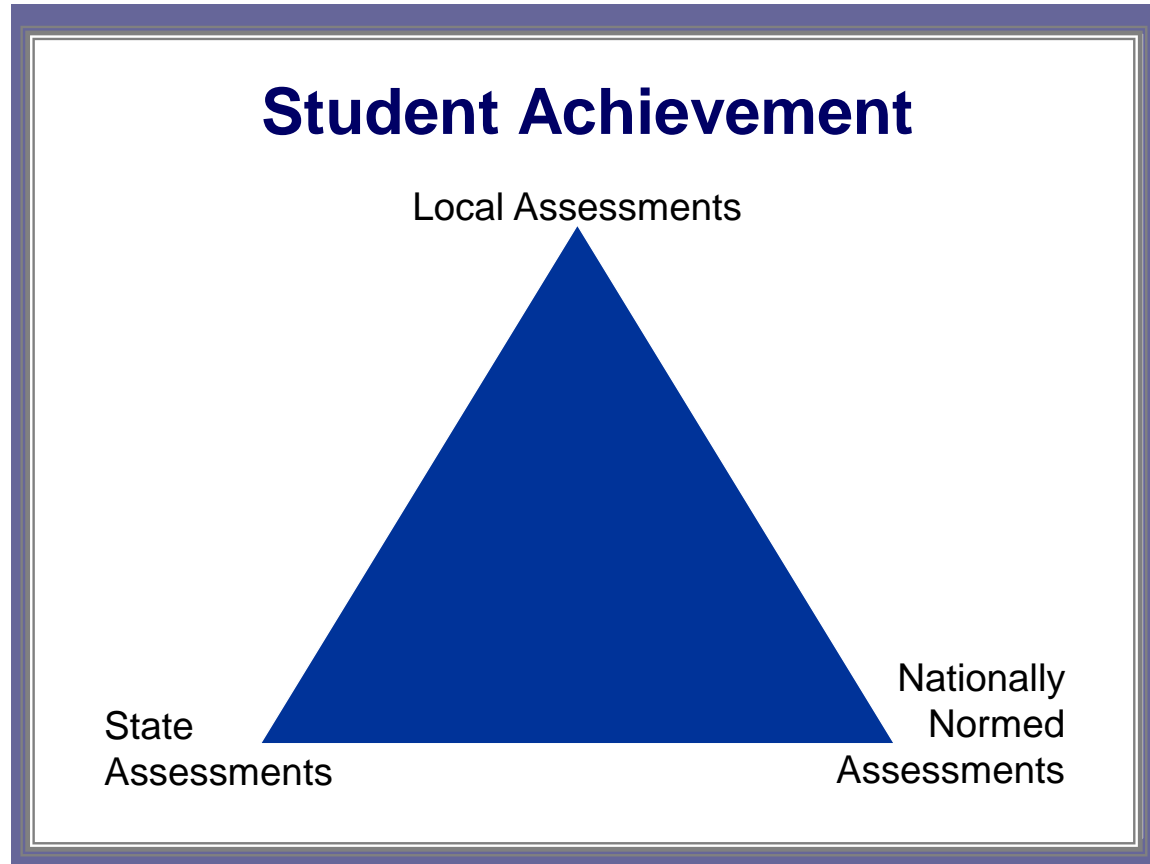 Student Achievement
Local Assessments
State
Assessments
Nationally
Normed
Assessments